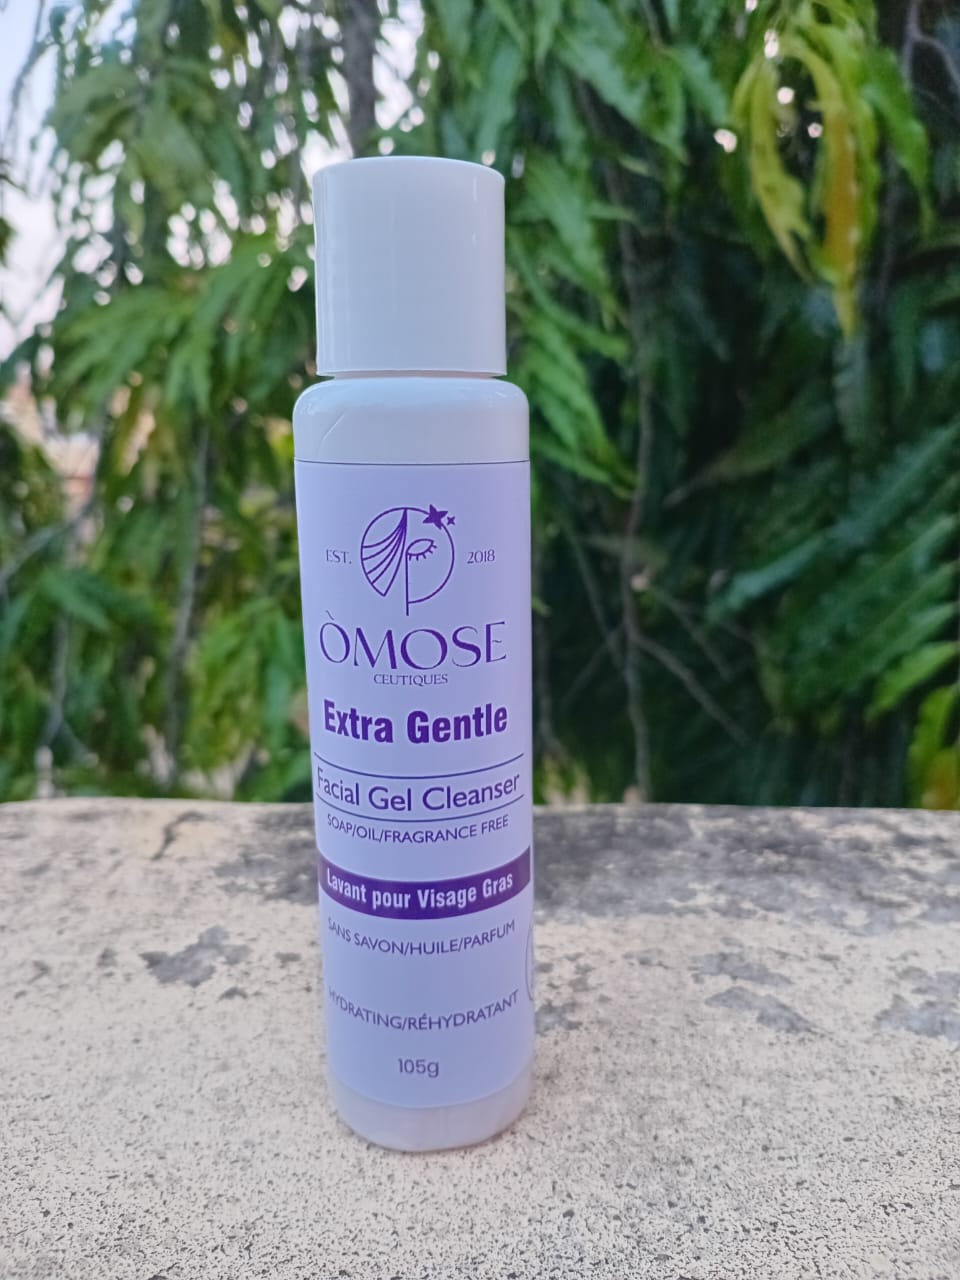 EST. 2018
ÒMOSE
CEUTIQUES
Extra Gentle
Facial Gel Cleanser
SOAP/OIL/FRAGRANCE FREE
Lavant pour Visage Gras
SANS SAVON/HUILE/PARFUM
HYDRATING/RÉHYDRATANT
105g